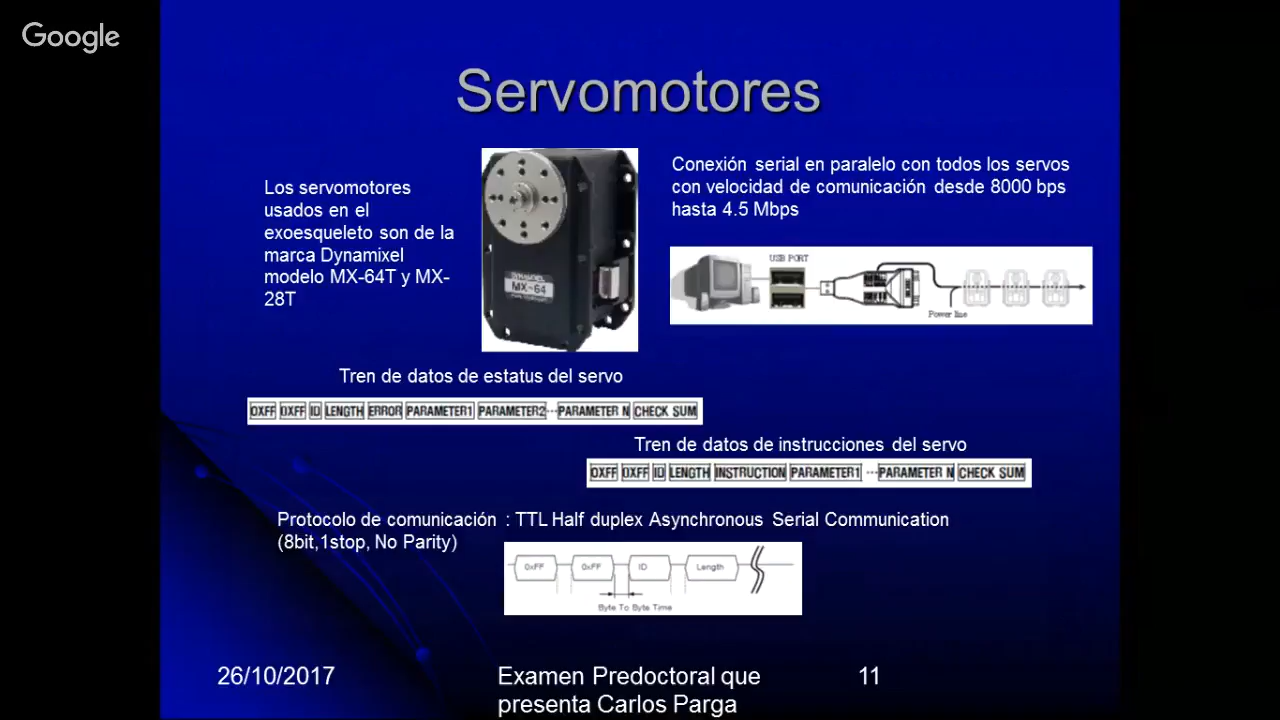 Google
Servomotores
Los servomotores
usados en el
exoesqueleto son de la
marca Dynamixel
modelo MX-64T y MX-
28T
DYNAMIXEL
MX-64
Conexión serial en paralelo con todos los servos
con velocidad de comunicación desde 8000 bps
hasta 4.5 Mbps
USB PORT
Power line
Tren de datos de estatus del servo
0XFF 0XFF ID LENGTH ERROR PARAMETER1 PARAMETER2 ··· PARAMETER N CHECK SUM
Tren de datos de instrucciones del servo
0XFF 0XFF ID LENGTH INSTRUCTION PARAMETER1 ··· PARAMETER N CHECK SUM
Protocolo de comunicación : TTL Half duplex Asynchronous Serial Communication
(8bit,1stop, No Parity)
0xFF 0xFF ID Length
Byte To Byte Time
26/10/2017
Examen Predoctoral que
presenta Carlos Parga
11